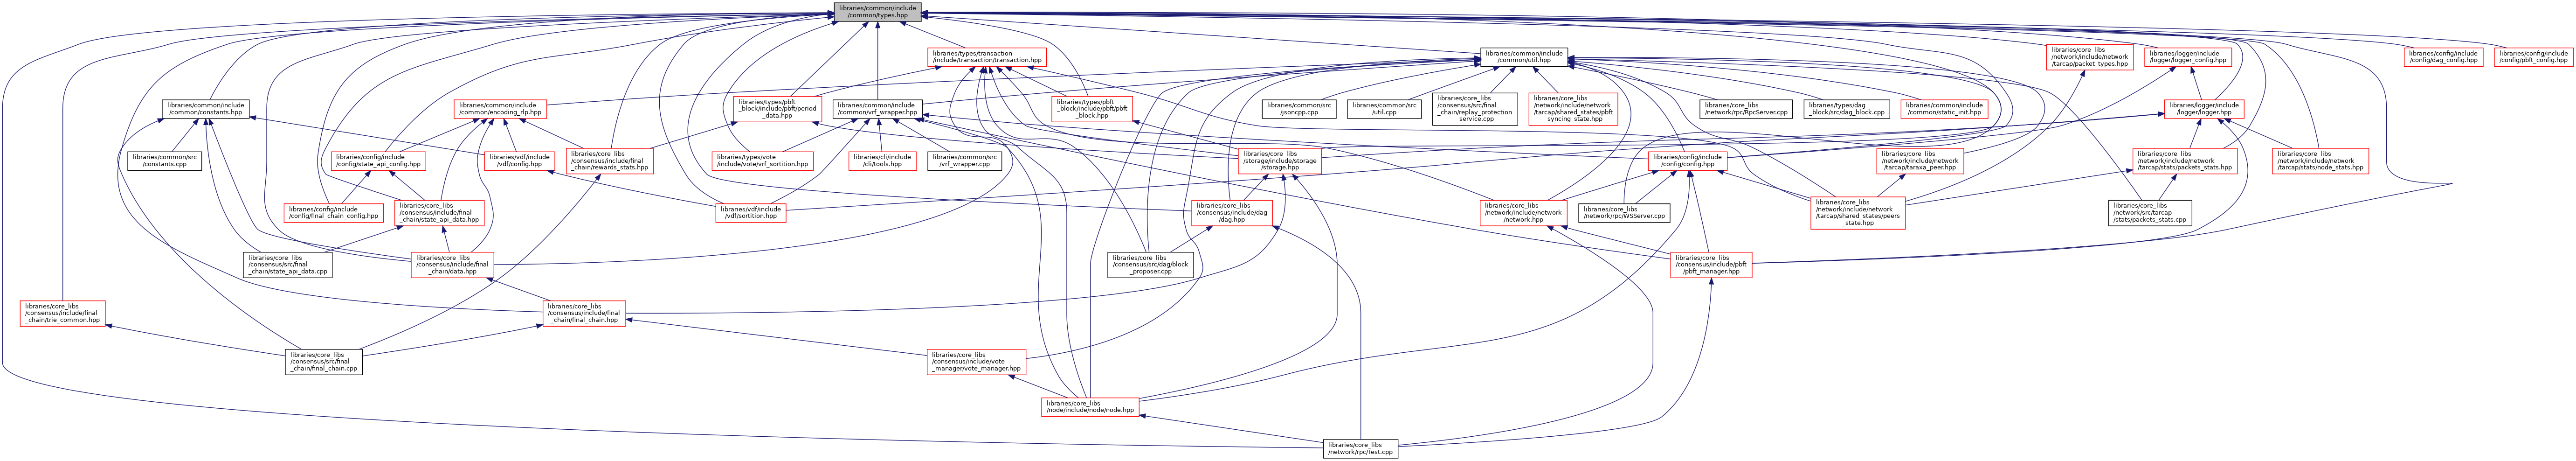 libraries/common/include
/common/types.hpp
libraries/types/transaction
/include/transaction/transaction.hpp
libraries/common/include
/common/util.hpp
libraries/core_libs
/network/include/network
/tarcap/packet_types.hpp
libraries/logger/include
/logger/logger_config.hpp
libraries/config/include
/config/dag_config.hpp
libraries/config/include
/config/pbft_config.hpp
libraries/common/include
/common/constants.hpp
libraries/common/include
/common/encoding_rlp.hpp
libraries/types/pbft
_block/include/pbft/period
_data.hpp
libraries/common/include
/common/vrf_wrapper.hpp
libraries/types/pbft
_block/include/pbft/pbft
_block.hpp
libraries/common/src
/jsoncpp.cpp
libraries/common/src
/util.cpp
libraries/core_libs
/consensus/src/final
_chain/replay_protection
_service.cpp
libraries/core_libs
/network/include/network
/tarcap/shared_states/pbft
_syncing_state.hpp
libraries/core_libs
/network/rpc/RpcServer.cpp
libraries/types/dag
_block/src/dag_block.cpp
libraries/common/include
/common/static_init.hpp
libraries/logger/include
/logger/logger.hpp
libraries/common/src
/constants.cpp
libraries/config/include
/config/state_api_config.hpp
libraries/vdf/include
/vdf/config.hpp
libraries/core_libs
/consensus/include/final
_chain/rewards_stats.hpp
libraries/types/vote
/include/vote/vrf_sortition.hpp
libraries/cli/include
/cli/tools.hpp
libraries/common/src
/vrf_wrapper.cpp
libraries/core_libs
/storage/include/storage
/storage.hpp
libraries/config/include
/config/config.hpp
libraries/core_libs
/network/include/network
/tarcap/taraxa_peer.hpp
libraries/core_libs
/network/include/network
/tarcap/stats/packets_stats.hpp
libraries/core_libs
/network/include/network
/tarcap/stats/node_stats.hpp
libraries/config/include
/config/final_chain_config.hpp
libraries/core_libs
/consensus/include/final
_chain/state_api_data.hpp
libraries/vdf/include
/vdf/sortition.hpp
libraries/core_libs
/consensus/include/dag
/dag.hpp
libraries/core_libs
/network/include/network
/network.hpp
libraries/core_libs
/network/rpc/WSServer.cpp
libraries/core_libs
/network/include/network
/tarcap/shared_states/peers
_state.hpp
libraries/core_libs
/network/src/tarcap
/stats/packets_stats.cpp
libraries/core_libs
/consensus/src/final
_chain/state_api_data.cpp
libraries/core_libs
/consensus/include/final
_chain/data.hpp
libraries/core_libs
/consensus/src/dag/block
_proposer.cpp
libraries/core_libs
/consensus/include/pbft
/pbft_manager.hpp
libraries/core_libs
/consensus/include/final
_chain/trie_common.hpp
libraries/core_libs
/consensus/include/final
_chain/final_chain.hpp
libraries/core_libs
/consensus/src/final
_chain/final_chain.cpp
libraries/core_libs
/consensus/include/vote
_manager/vote_manager.hpp
libraries/core_libs
/node/include/node/node.hpp
libraries/core_libs
/network/rpc/Test.cpp